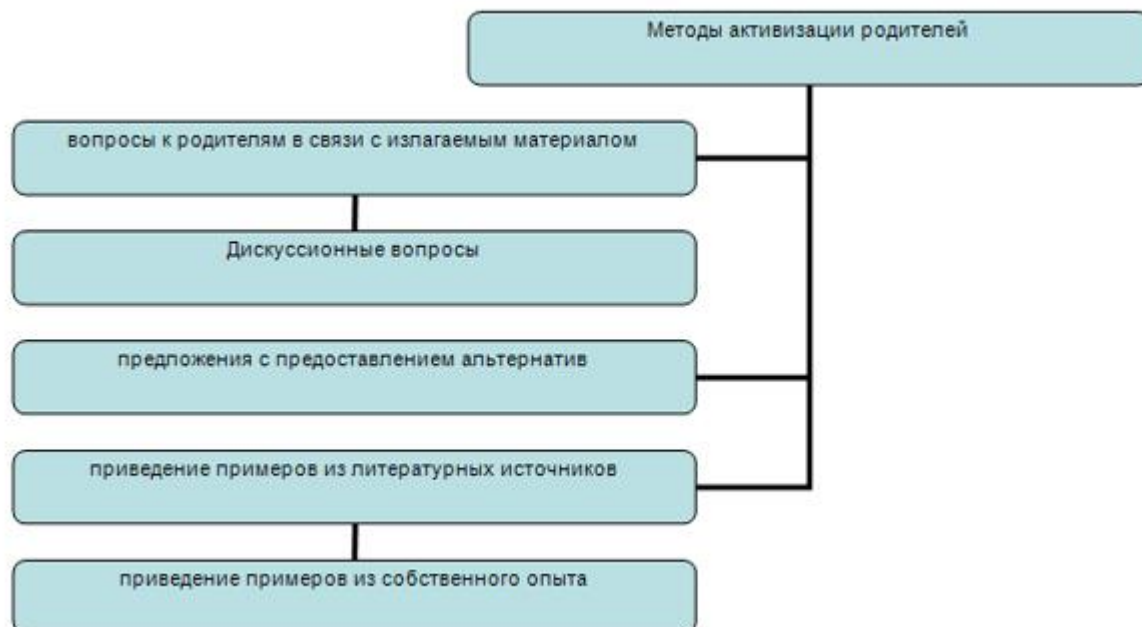 Методы активизации родителей
вопросы к родителям в связи с излагаемым материалом
Дискуссионные вопросы
предложения с предоставлением альтернатив
приведение примеров из литературных источников
приведение примеров из собственного опыта